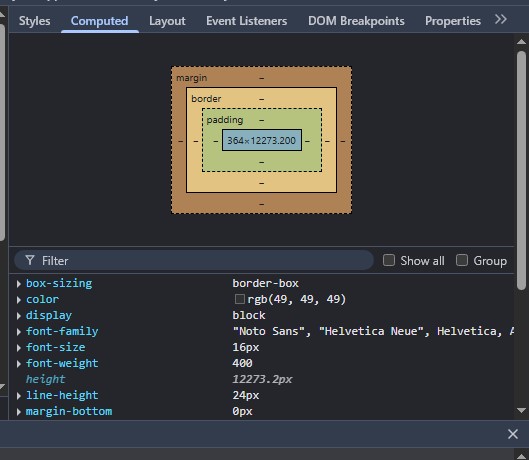 Styles Computed Layout Event Listeners DOM Breakpoints Properties
margin –
border –
padding –
– – – 364×12273.200 – – –
–
–
–
Filter Show all Group
box-sizing border-box
color rgb(49, 49, 49)
display block
font-family "Noto Sans", "Helvetica Neue", Helvetica, A
font-size 16px
font-weight 400
height 12273.2px
line-height 24px
margin-bottom 0px